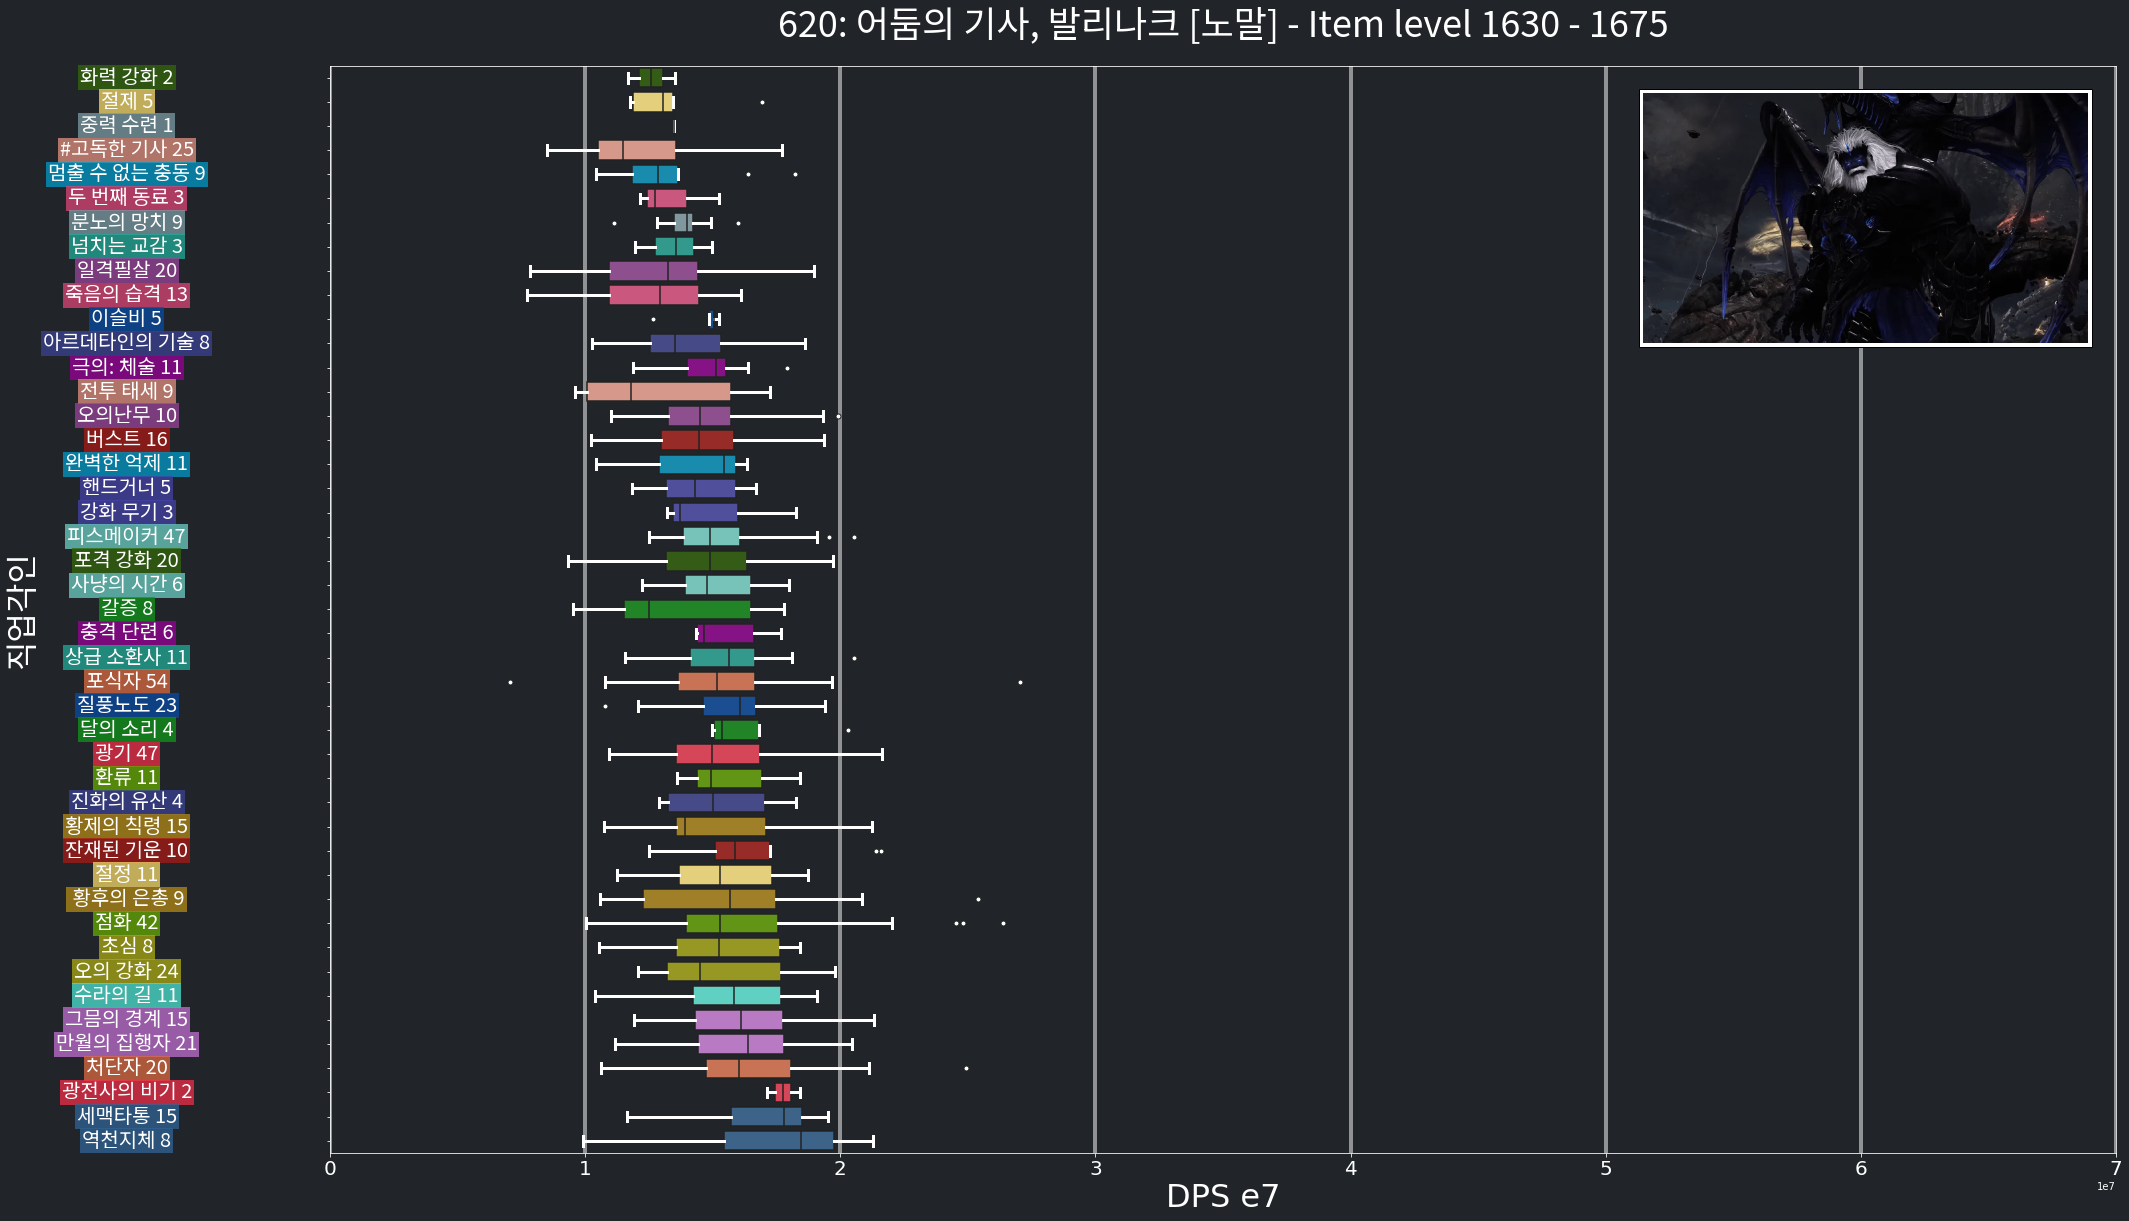 620: 어둠의 기사, 발리나크 [노말] - Item level 1630 - 1675
직업각인
화력 강화 2
절제 5
중력 수련 1
#고독한 기사 25
멈출 수 없는 충동 9
두 번째 동료 3
분노의 망치 9
넘치는 교감 3
일격필살 20
죽음의 습격 13
이슬비 5
아르데타인의 기술 8
극의: 체술 11
전투 태세 9
오의난무 10
버스트 16
완벽한 억제 11
핸드거너 5
강화 무기 3
피스메이커 47
포격 강화 20
사냥의 시간 6
갈증 8
충격 단련 6
상급 소환사 11
포식자 54
질풍노도 23
달의 소리 4
광기 47
환류 11
진화의 유산 4
황제의 칙령 15
잔재된 기운 10
절정 11
황후의 은총 9
점화 42
초심 8
오의 강화 24
수라의 길 11
그믐의 경계 15
만월의 집행자 21
처단자 20
광전사의 비기 2
세맥타통 15
역천지체 8
0 1 2 3 4 5 6 7
1e7
DPS e7